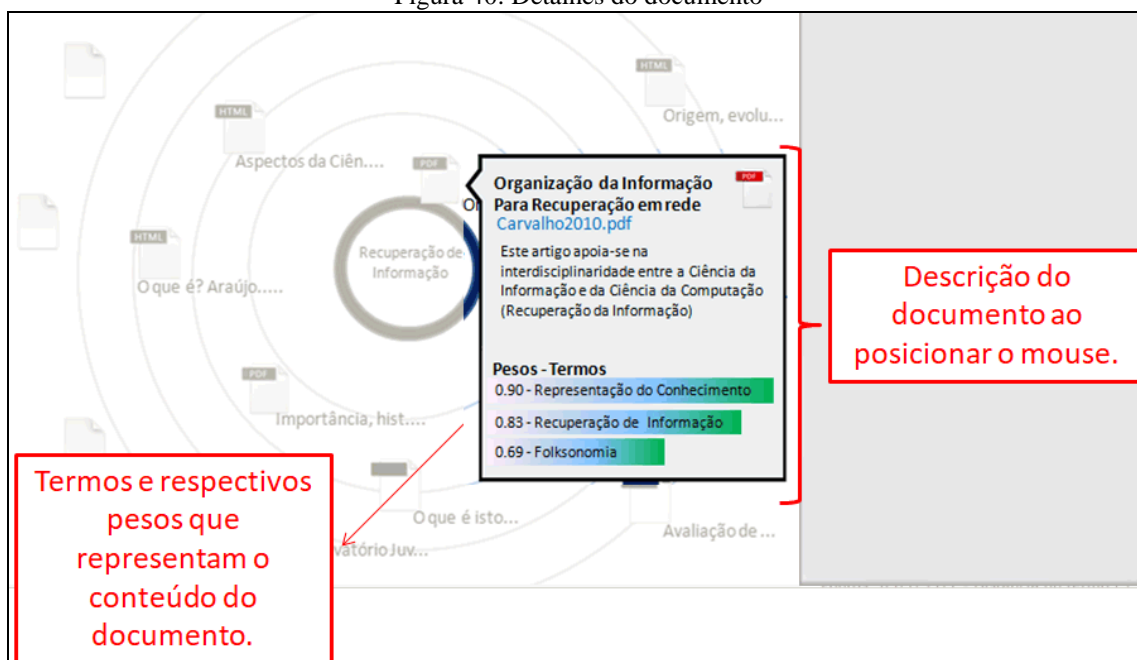 Figura 40: Detalhes do documento
HTML
Origem, evolu...
HTML
Aspectos da Ciên....
PDF
Recuperação de
Informação
HTML
O que é? Araújo.....
PDF
Importância, hist....
O que é isto...
vatório Juv...
Avaliação de ...
Organização da Informação
Para Recuperação em rede
PDF
Carvalho2010.pdf
Este artigo apoia-se na
interdisciplinaridade entre a Ciência da
Informação e da Ciência da Computação
(Recuperação da Informação)
Pesos - Termos
0.90 - Representação do Conhecimento
0.83 - Recuperação de Informação
0.69 - Folksonomia
Descrição do
documento ao
posicionar o mouse.
Termos e respectivos
pesos que
representam o
conteúdo do
documento.